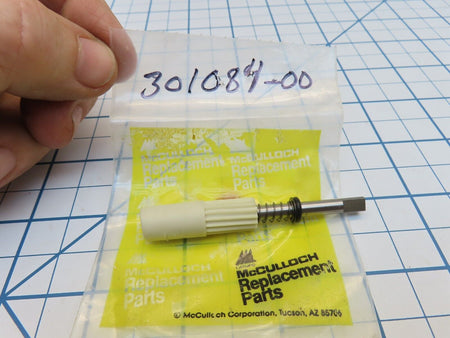 301084-00
McCULLOCH
Replacement
Parts
McCULLOCH
Replacement
Parts
McCULLOCH
Replacement
Parts
McCULLOCH
Replacement
Parts
© McCulloch Corporation, Tucson, AZ 85706